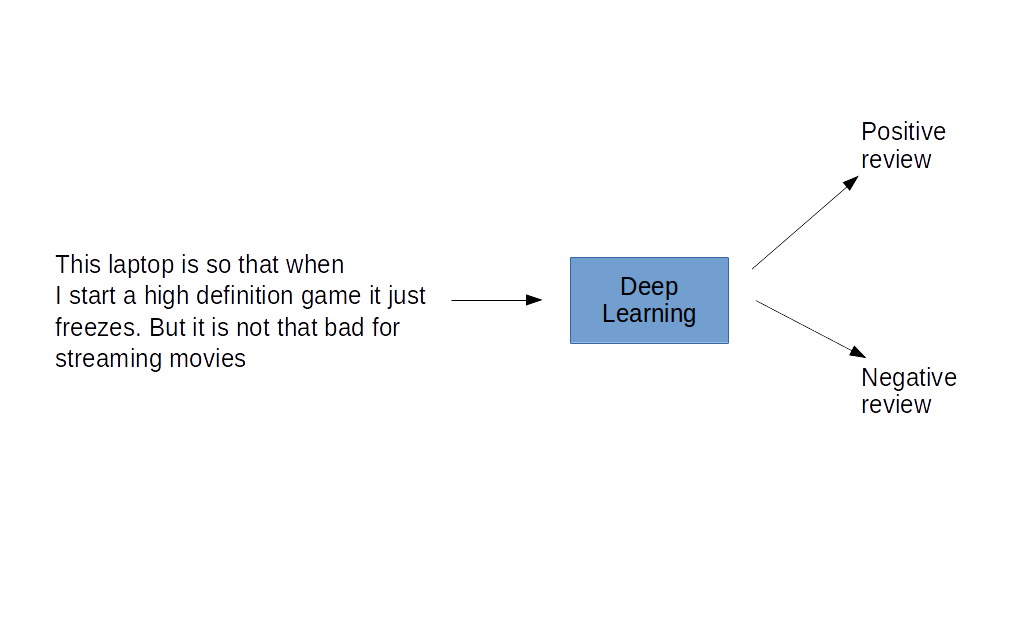 This laptop is so that when
I start a high definition game it just
freezes. But it is not that bad for
streaming movies
Deep
Learning
Positive
review
Negative
review